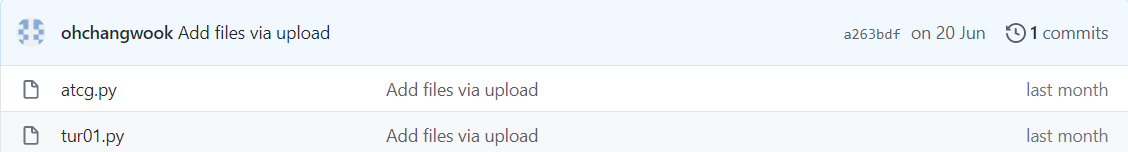 ohchangwook Add files via upload a263bdf on 20 Jun 1 commits
atcg.py Add files via upload last month
tur01.py Add files via upload last month